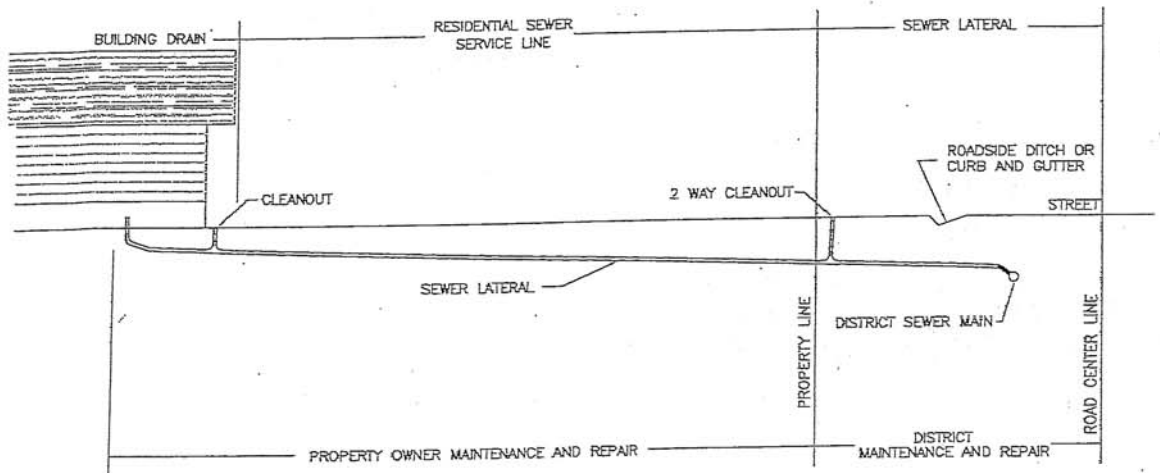 BUILDING DRAIN
RESIDENTIAL SEWER
SERVICE LINE
SEWER LATERAL
ROADSIDE DITCH OR
CURB AND GUTTER
CLEANOUT
2 WAY CLEANOUT
STREET
SEWER LATERAL
DISTRICT SEWER MAIN
PROPERTY LINE
ROAD CENTER LINE
PROPERTY OWNER MAINTENANCE AND REPAIR
DISTRICT
MAINTENANCE AND REPAIR